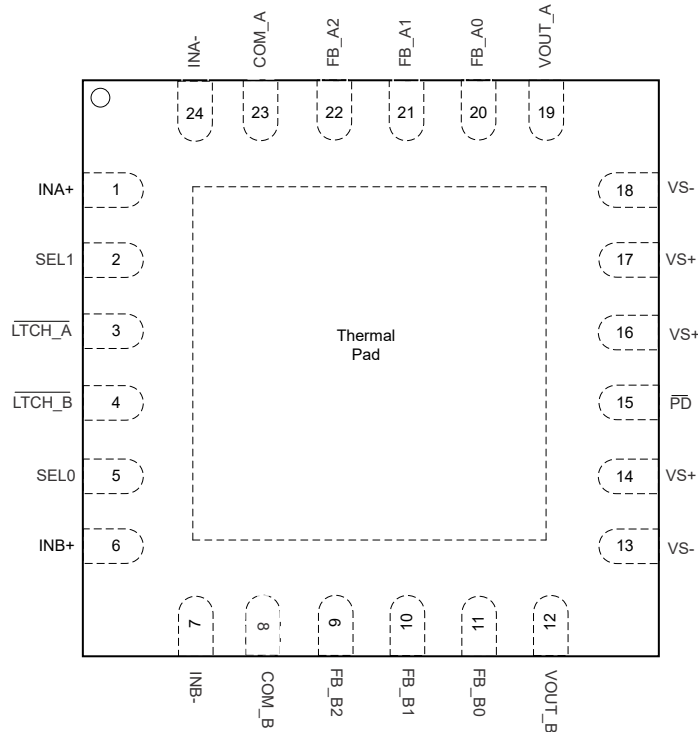 INA-
COM_A
FB_A2
FB_A1
FB_A0
VOUT_A
24
23
22
21
20
19
INA+
1
18
VS-
SEL1
2
17
VS+
LTCH_A
3
16
VS+
Thermal
Pad
LTCH_B
4
15
PD
SEL0
5
14
VS+
INB+
6
13
VS-
7
8
9
10
11
12
INB-
COM_B
FB_B2
FB_B1
FB_B0
VOUT_B